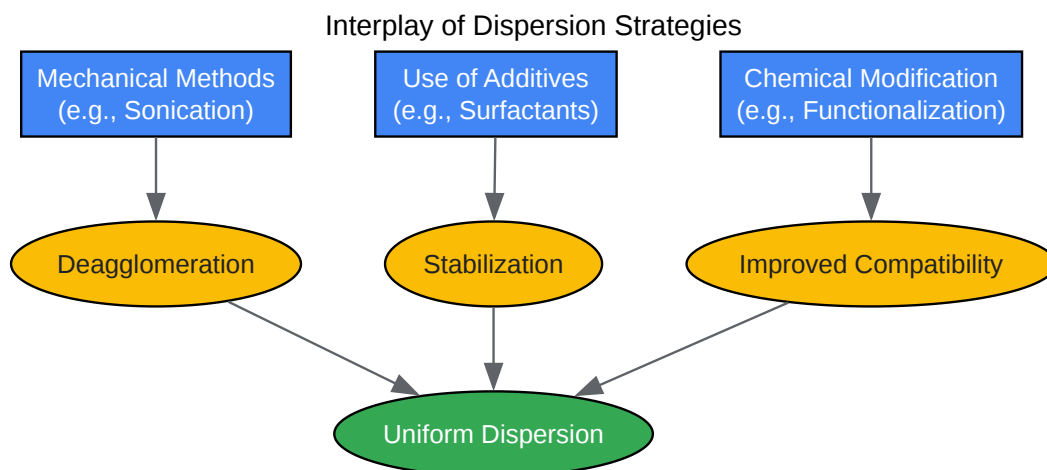 Interplay of Dispersion Strategies
Mechanical Methods
(e.g., Sonication)
Use of Additives
(e.g., Surfactants)
Chemical Modification
(e.g., Functionalization)
Deagglomeration
Stabilization
Improved Compatibility
Uniform Dispersion